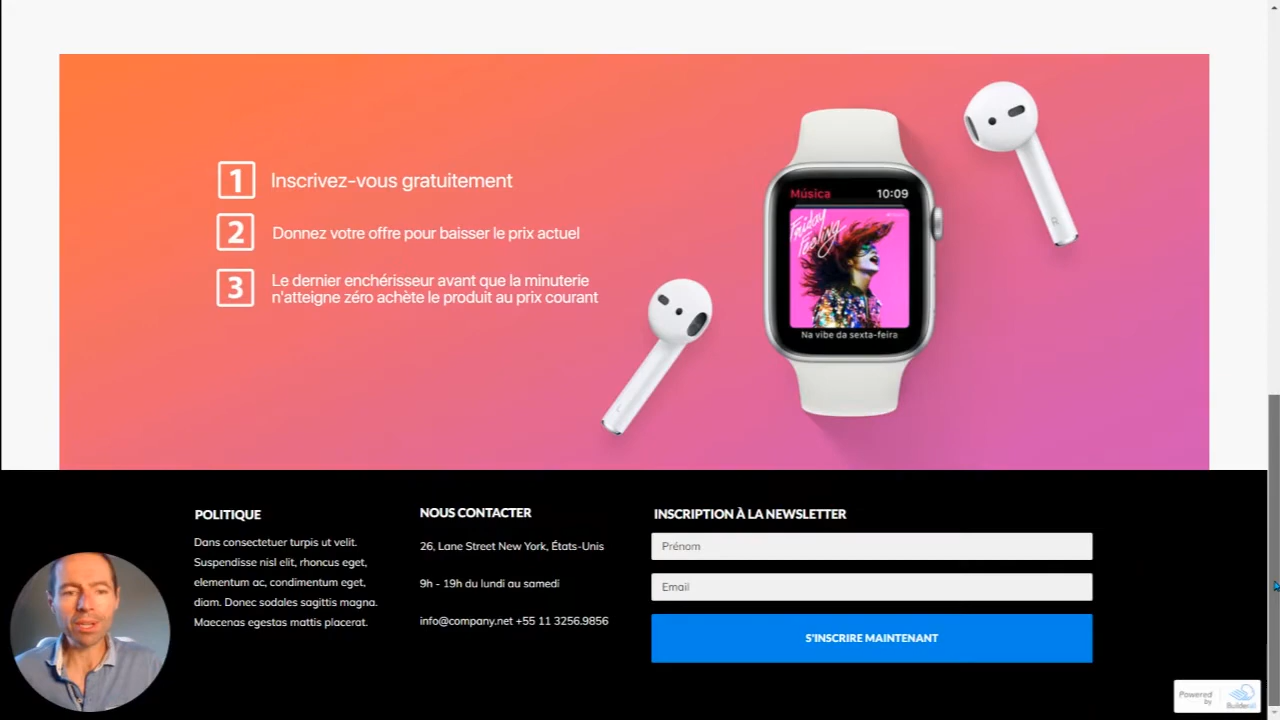 1 Inscrivez-vous gratuitement
2 Donnez votre offre pour baisser le prix actuel
3 Le dernier enchérisseur avant que la minuterie
n'atteigne zéro achète le produit au prix courant
Música 10:09
Friday
Feeling
Na vibe da sexta-feira
R
L
POLITIQUE
Dans consectetuer turpis ut velit.
Suspendisse nisl elit, rhoncus eget,
elementum ac, condimentum eget,
diam. Donec sodales sagittis magna.
Maecenas egestas mattis placerat.
NOUS CONTACTER
26, Lane Street New York, États-Unis
9h - 19h du lundi au samedi
info@company.net +55 11 3256.9856
INSCRIPTION À LA NEWSLETTER
Prénom
Email
S'INSCRIRE MAINTENANT
Powered
by
Builderall